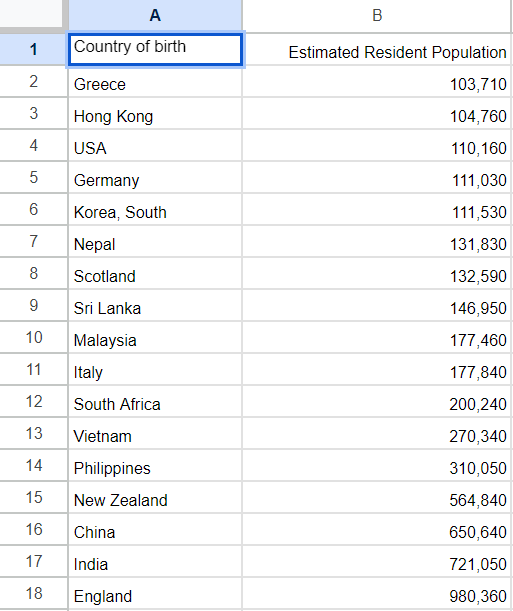 A B
1 Country of birth Estimated Resident Population
2 Greece 103,710
3 Hong Kong 104,760
4 USA 110,160
5 Germany 111,030
6 Korea, South 111,530
7 Nepal 131,830
8 Scotland 132,590
9 Sri Lanka 146,950
10 Malaysia 177,460
11 Italy 177,840
12 South Africa 200,240
13 Vietnam 270,340
14 Philippines 310,050
15 New Zealand 564,840
16 China 650,640
17 India 721,050
18 England 980,360